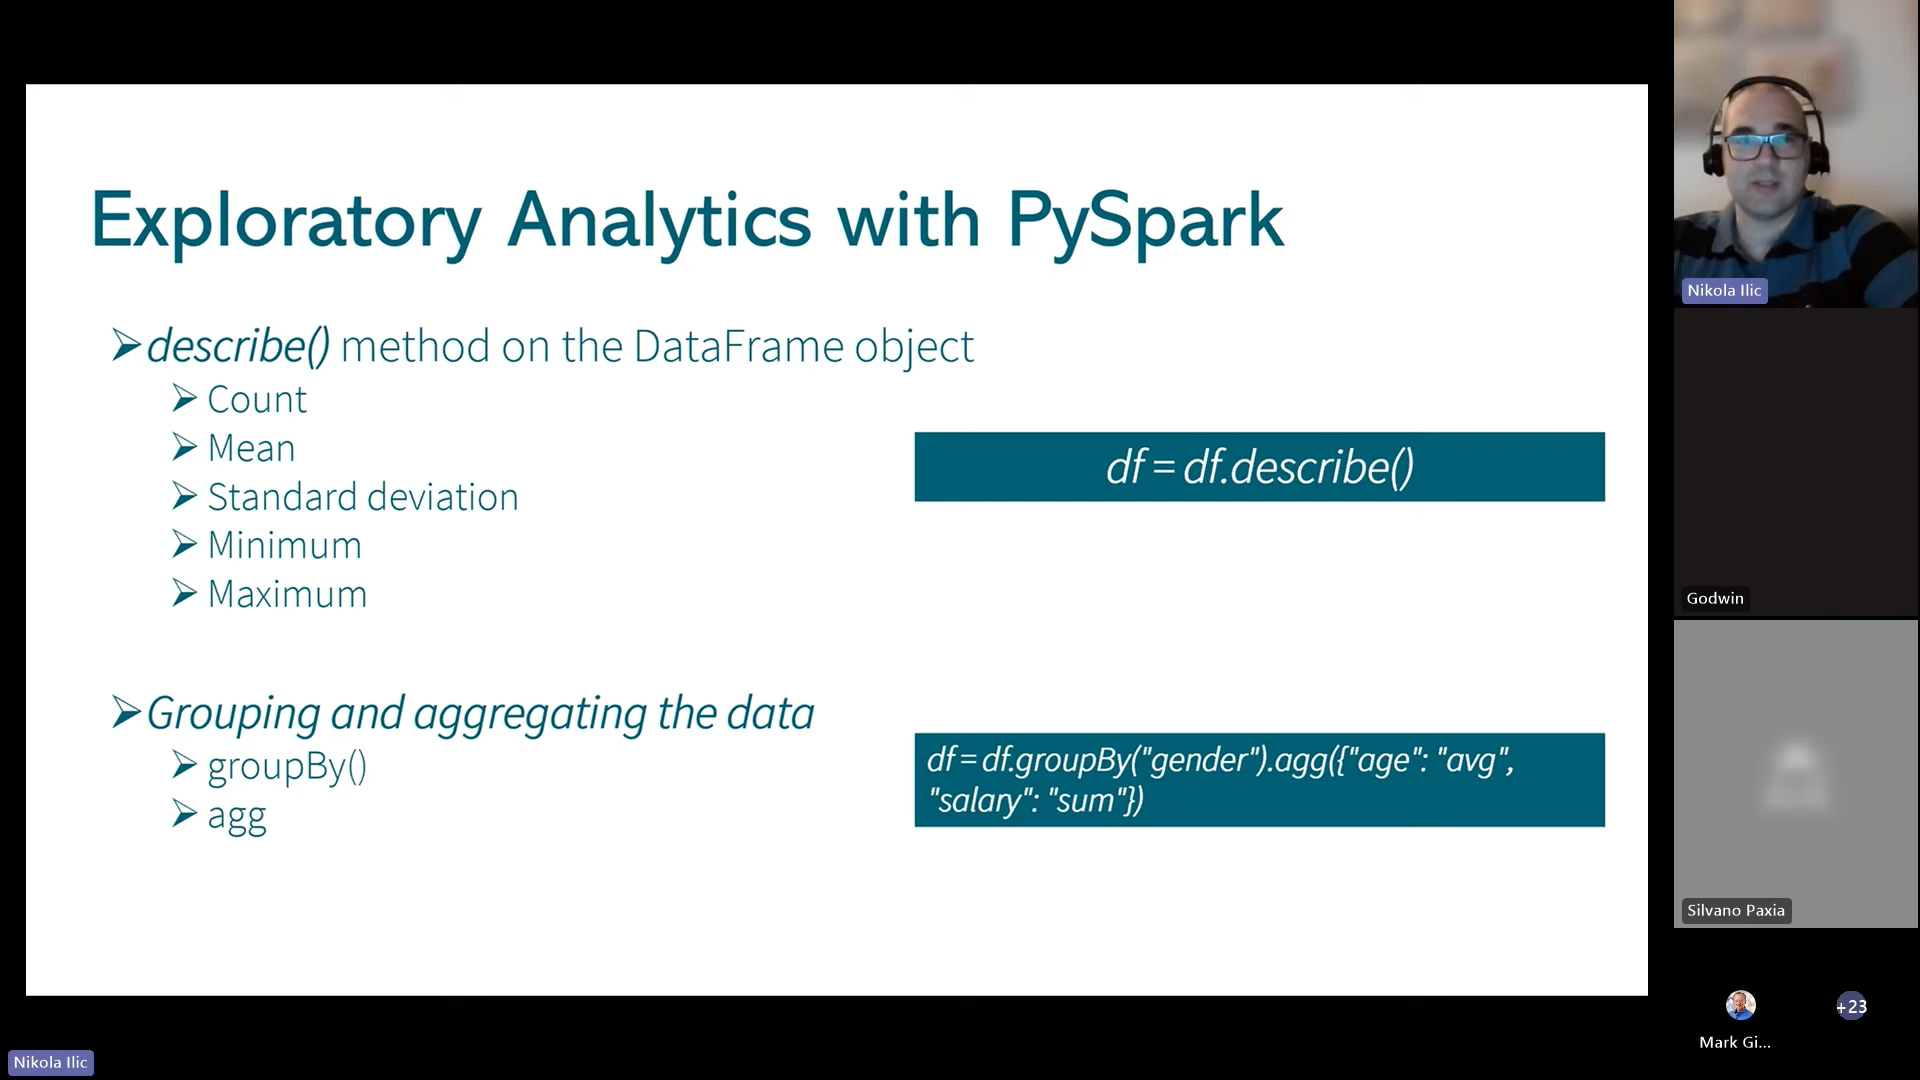 Exploratory Analytics with PySpark
describe() method on the DataFrame object
Count
Mean
Standard deviation
Minimum
Maximum
df = df.describe()
Grouping and aggregating the data
groupBy()
agg
df = df.groupBy("gender").agg({"age": "avg",
"salary": "sum"})
Nikola Ilic
Godwin
Silvano Paxia
Mark Gi...
+23
Nikola Ilic